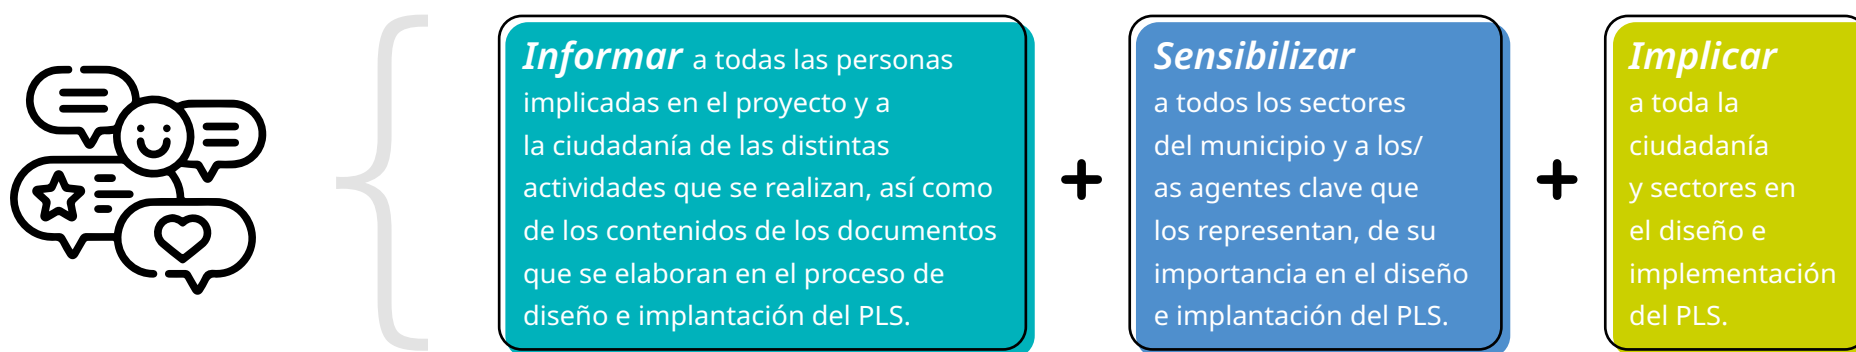 Informar a todas las personas
implicadas en el proyecto y a
la ciudadanía de las distintas
actividades que se realizan, así como
de los contenidos de los documentos
que se elaboran en el proceso de
diseño e implantación del PLS.
+
Sensibilizar
a todos los sectores
del municipio y a los/
as agentes clave que
los representan, de su
importancia en el diseño
e implantación del PLS.
+
Implicar
a toda la
ciudadanía
y sectores en
el diseño e
implementación
del PLS.